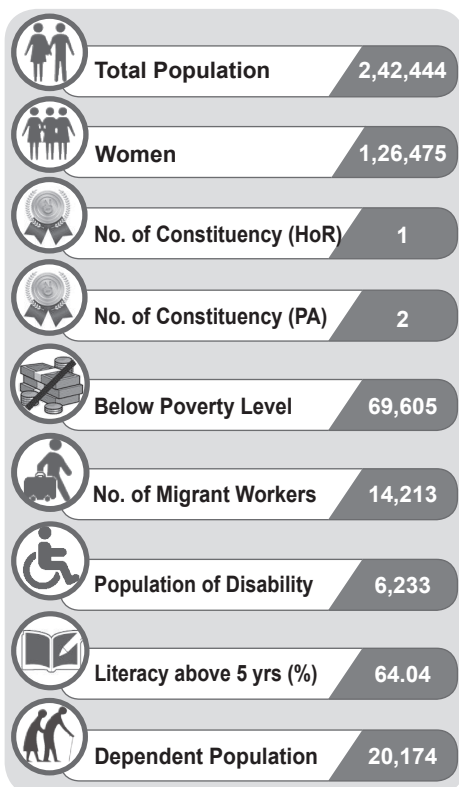 Total Population 2,42,444
Women 1,26,475
No. of Constituency (HoR) 1
No. of Constituency (PA) 2
Below Poverty Level 69,605
No. of Migrant Workers 14,213
Population of Disability 6,233
Literacy above 5 yrs (%) 64.04
Dependent Population 20,174